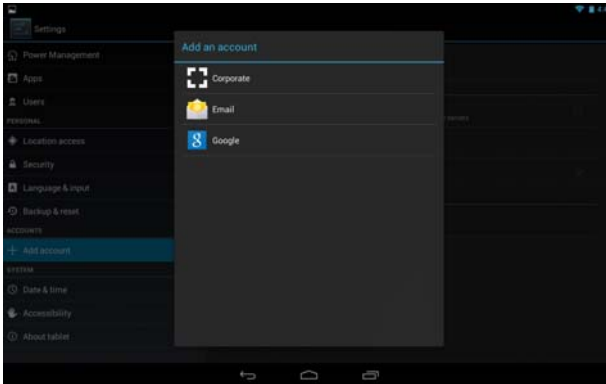 Settings
Power Management
Apps
Users
PERSONAL
Location access
Security
Language & input
Backup & reset
ACCOUNTS
Add account
SYSTEM
Date & time
Accessibility
About tablet
Add an account
Corporate
Email
Google